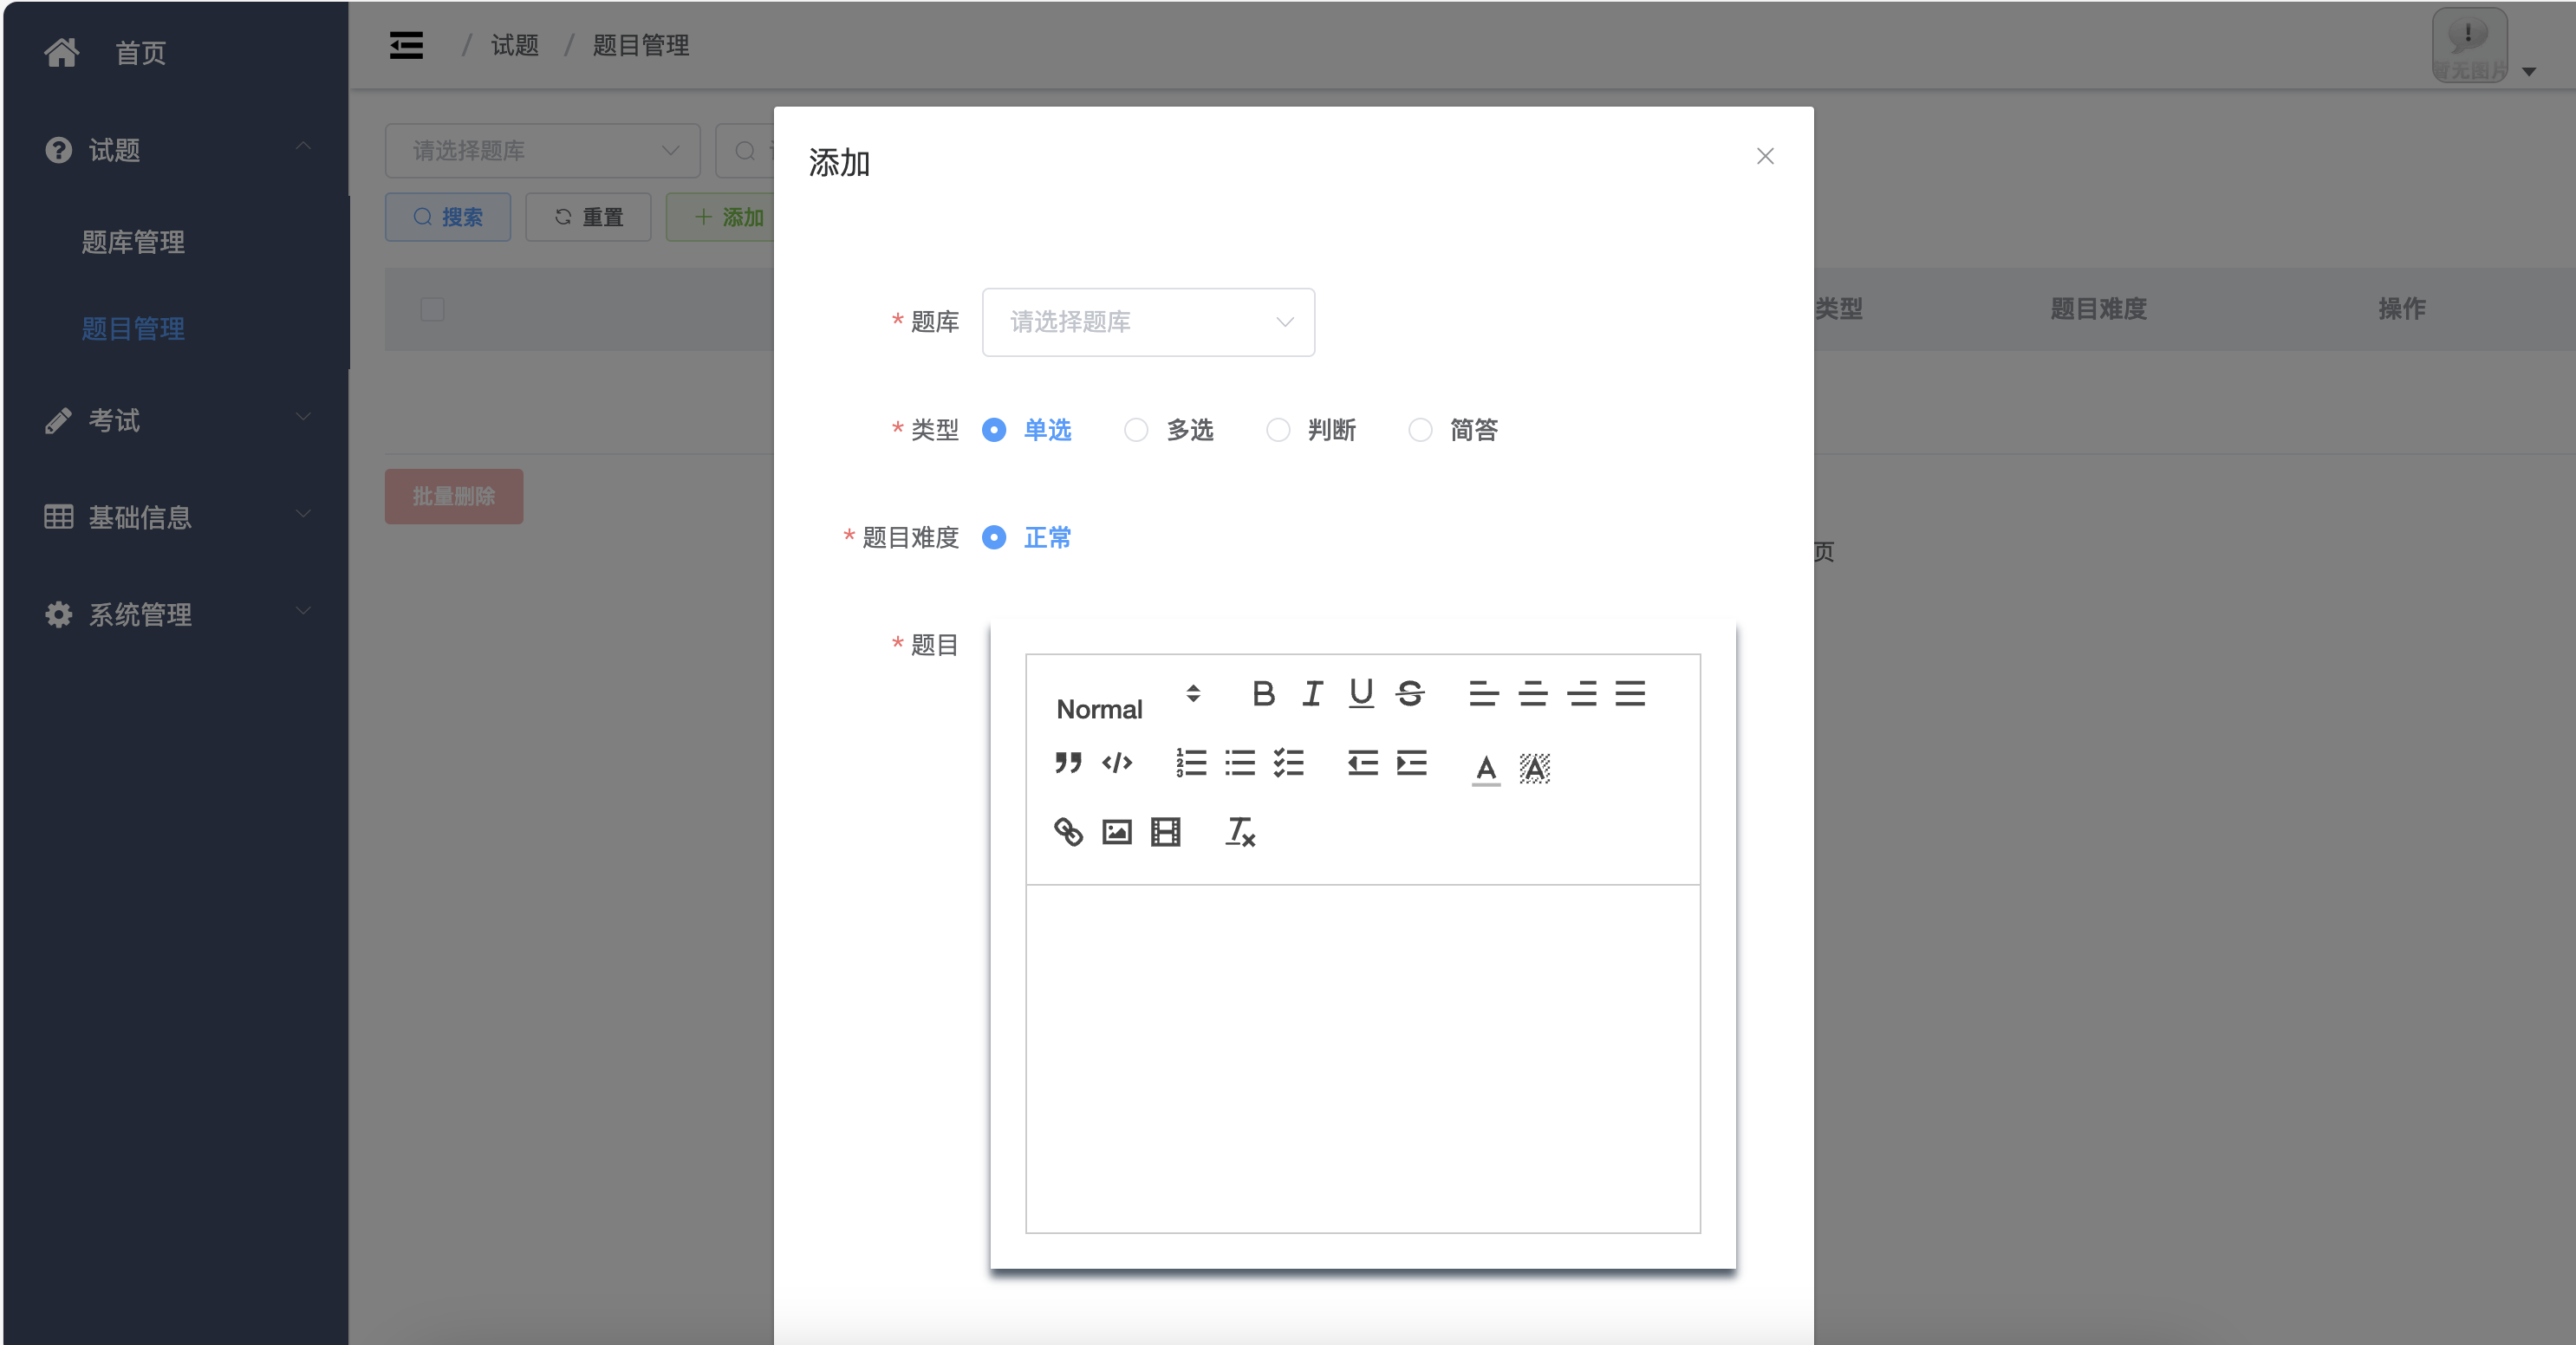 首页
试题
题库管理
题目管理
考试
基础信息
系统管理
/ 试题 / 题目管理
暂无图片
请选择题库
搜索 重置 添加
类型 题目难度 操作
批量删除
页
添加
* 题库 请选择题库
* 类型 单选 多选 判断 简答
* 题目难度 正常
* 题目
Normal